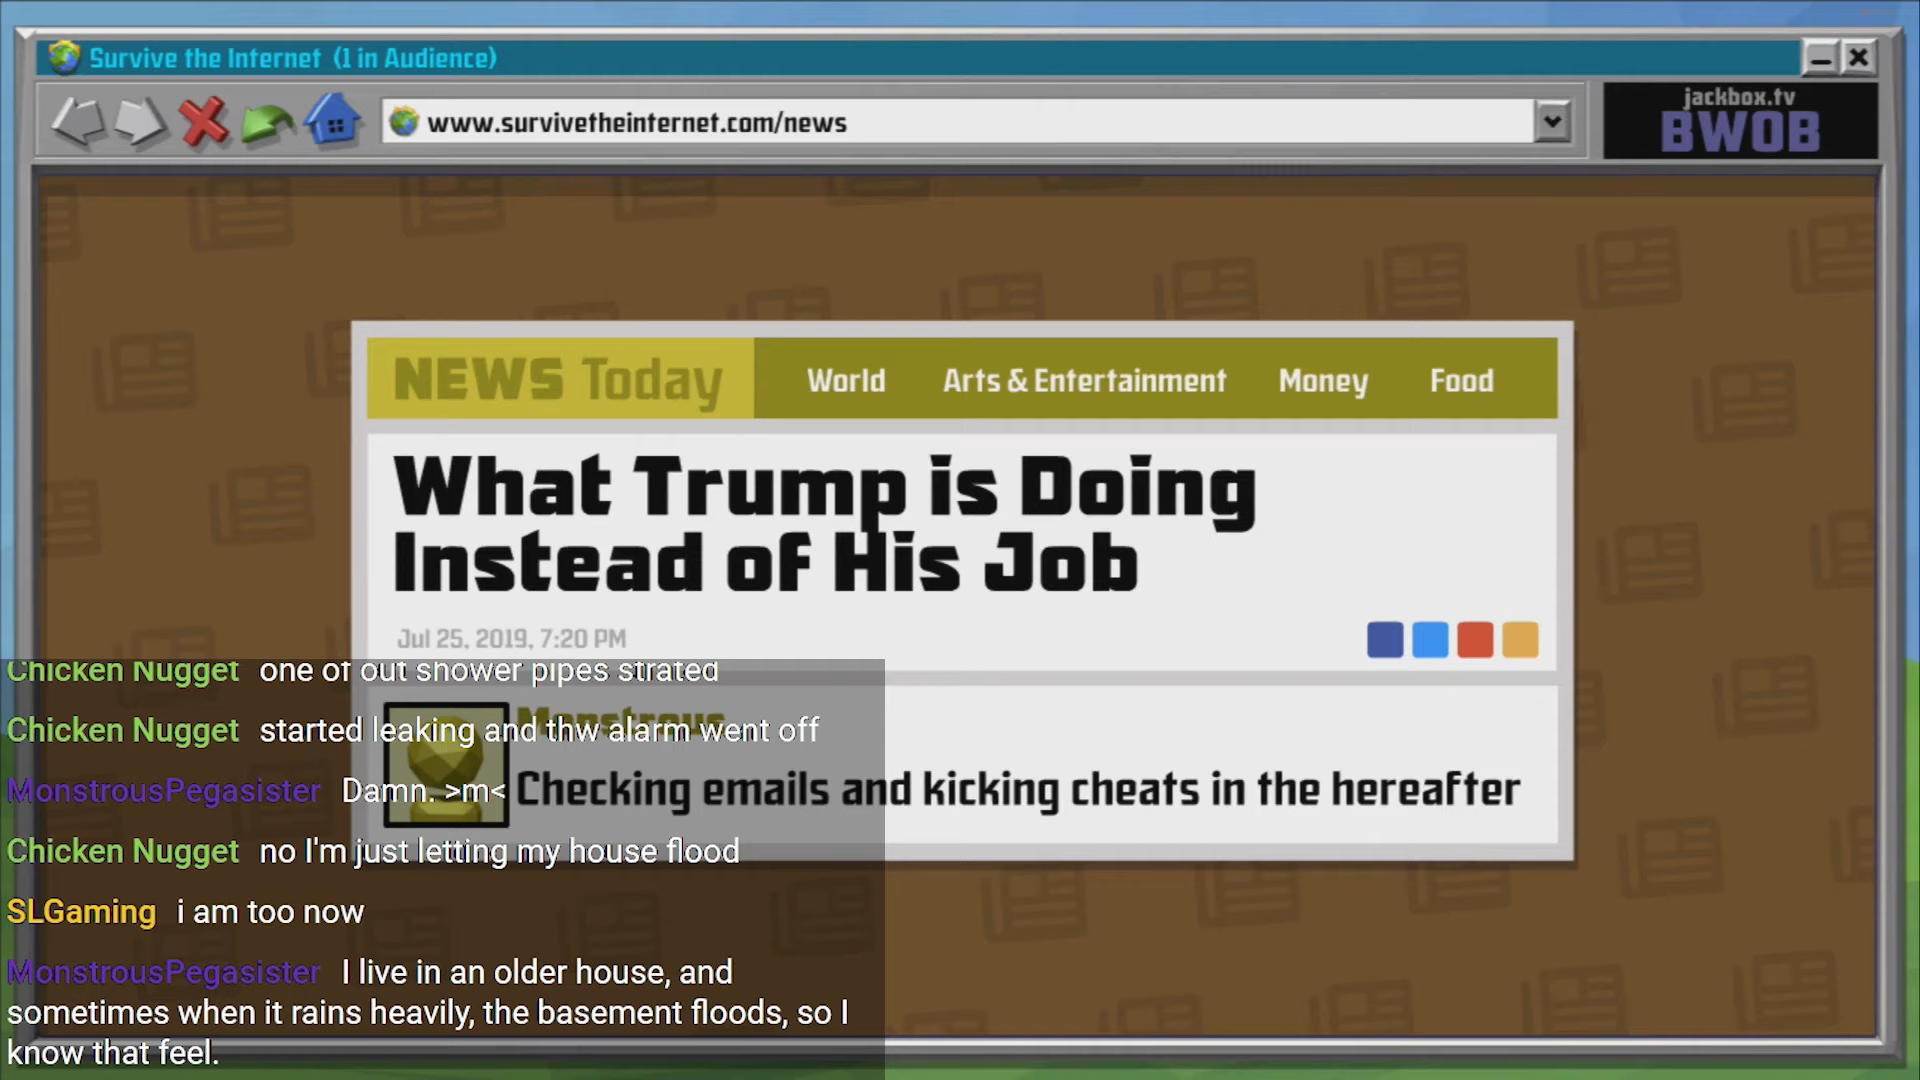 Survive the Internet (1 in Audience)
www.survivetheinternet.com/news
jackbox.tv
BWOB
NEWS Today World Arts & Entertainment Money Food
What Trump is Doing
Instead of His Job
Jul 25, 2019, 7:20 PM
Monstrous
Checking emails and kicking cheats in the hereafter
Chicken Nugget one of out shower pipes strated
Chicken Nugget started leaking and thw alarm went off
MonstrousPegasister Damn. >m<
Chicken Nugget no I'm just letting my house flood
SLGaming i am too now
MonstrousPegasister I live in an older house, and
sometimes when it rains heavily, the basement floods, so I
know that feel.